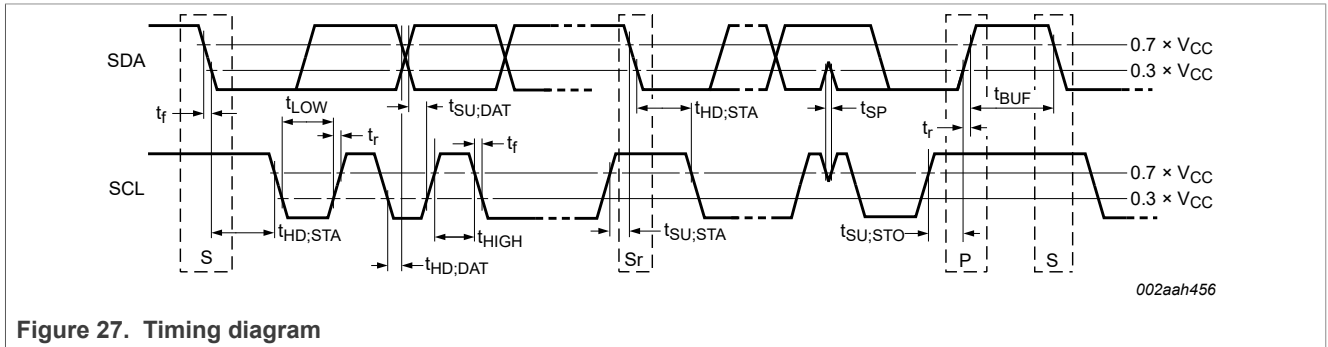 SDA
0.7 × VCC
0.3 × VCC
tf
tLOW
tr
tSU;DAT
tf
tHD;STA
tSP
tr
tBUF
SCL
0.7 × VCC
0.3 × VCC
tHD;STA
tHD;DAT
tHIGH
tSU;STA
tSU;STO
S
Sr
P
S
002aah456
Figure 27. Timing diagram